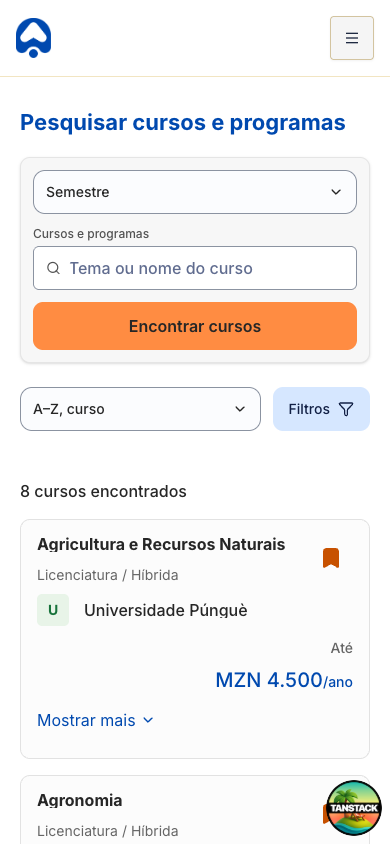 Pesquisar cursos e programas
Semestre
Cursos e programas
Tema ou nome do curso
Encontrar cursos
A–Z, curso
Filtros
8 cursos encontrados
Agricultura e Recursos Naturais
Licenciatura / Híbrida
U
Universidade Púnguè
Até
MZN 4.500/ano
Mostrar mais
Agronomia
Licenciatura / Híbrida
TANSTACK